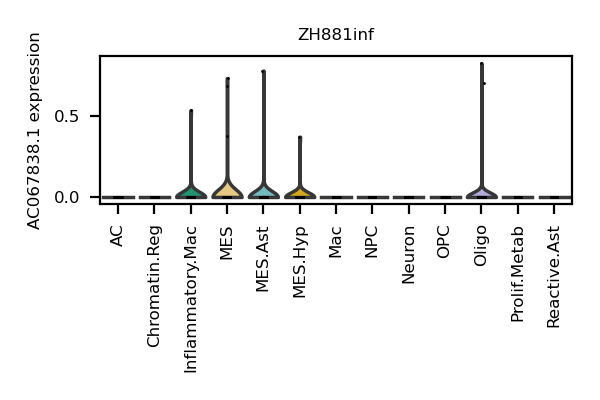 ZH881inf
AC067838.1 expression
0.5
0.0
AC
Chromatin.Reg
Inflammatory.Mac
MES
MES.Ast
MES.Hyp
Mac
NPC
Neuron
OPC
Oligo
Prolif.Metab
Reactive.Ast